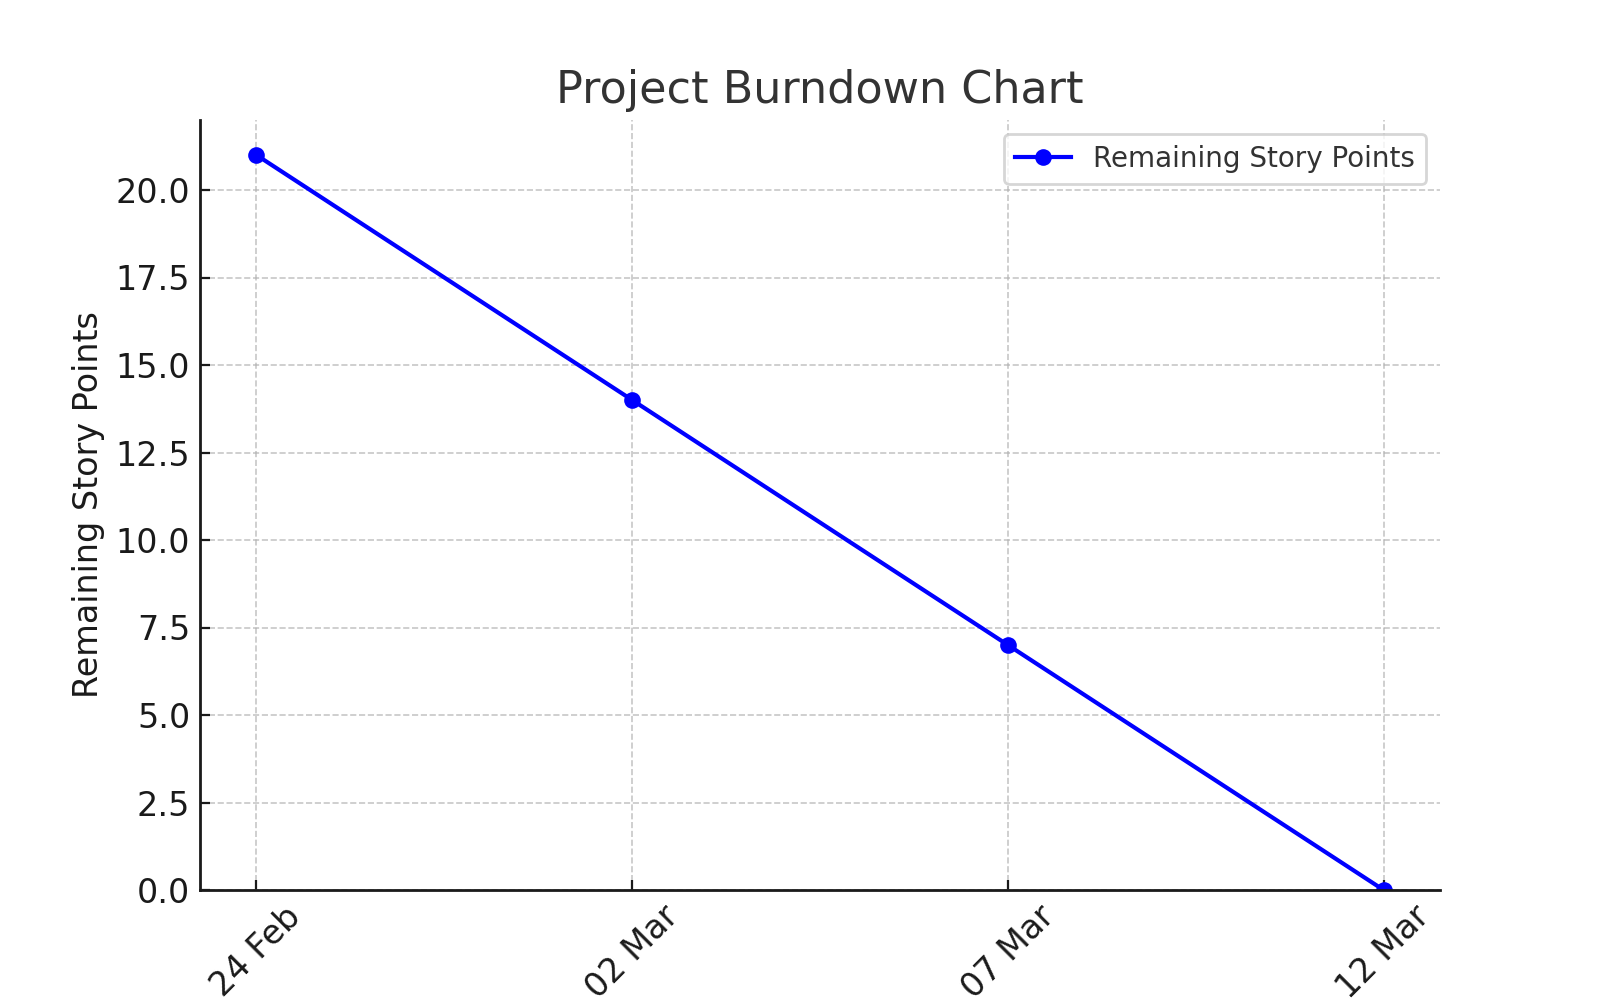 Project Burndown Chart
Remaining Story Points
Remaining Story Points
20.0
17.5
15.0
12.5
10.0
7.5
5.0
2.5
0.0
24 Feb
02 Mar
07 Mar
12 Mar